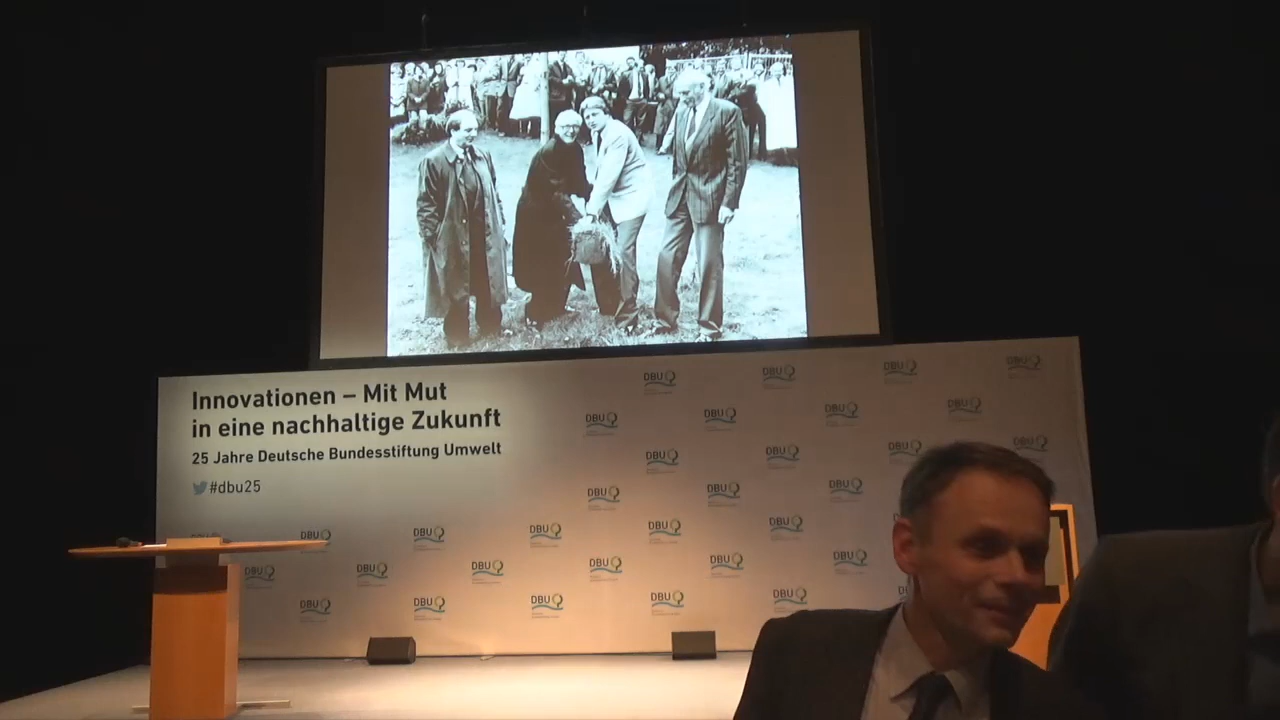 Innovationen – Mit Mut
in eine nachhaltige Zukunft
25 Jahre Deutsche Bundesstiftung Umwelt
#dbu25
DBU